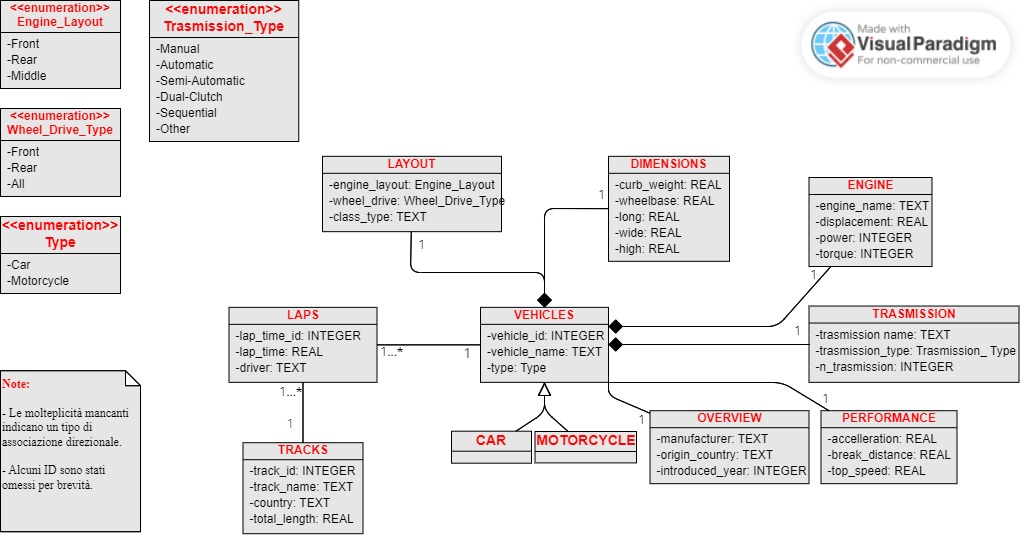 <<enumeration>>
Engine_Layout
-Front
-Rear
-Middle
<<enumeration>>
Trasmission_Type
-Manual
-Automatic
-Semi-Automatic
-Dual-Clutch
-Sequential
-Other
Made with
VisualParadigm
For non-commercial use
<<enumeration>>
Wheel_Drive_Type
-Front
-Rear
-All
<<enumeration>>
Type
-Car
-Motorcycle
LAYOUT
-engine_layout: Engine_Layout
-wheel_drive: Wheel_Drive_Type
-class_type: TEXT
1
DIMENSIONS
-curb_weight: REAL
-wheelbase: REAL
-long: REAL
-wide: REAL
-high: REAL
1
ENGINE
-engine_name: TEXT
-displacement: REAL
-power: INTEGER
-torque: INTEGER
1
LAPS
-lap_time_id: INTEGER
-lap_time: REAL
-driver: TEXT
1...*
1
VEHICLES
-vehicle_id: INTEGER
-vehicle_name: TEXT
-type: Type
1
TRASMISSION
-trasmission name: TEXT
-trasmission_type: Trasmission_ Type
-n_trasmission: INTEGER
Note:
- Le molteplicità mancanti
indicano un tipo di
associazione direzionale.
- Alcuni ID sono stati
omessi per brevità.
1...*
1
TRACKS
-track_id: INTEGER
-track_name: TEXT
-country: TEXT
-total_length: REAL
CAR
MOTORCYCLE
1
OVERVIEW
-manufacturer: TEXT
-origin_country: TEXT
-introduced_year: INTEGER
1
PERFORMANCE
-accelleration: REAL
-break_distance: REAL
-top_speed: REAL